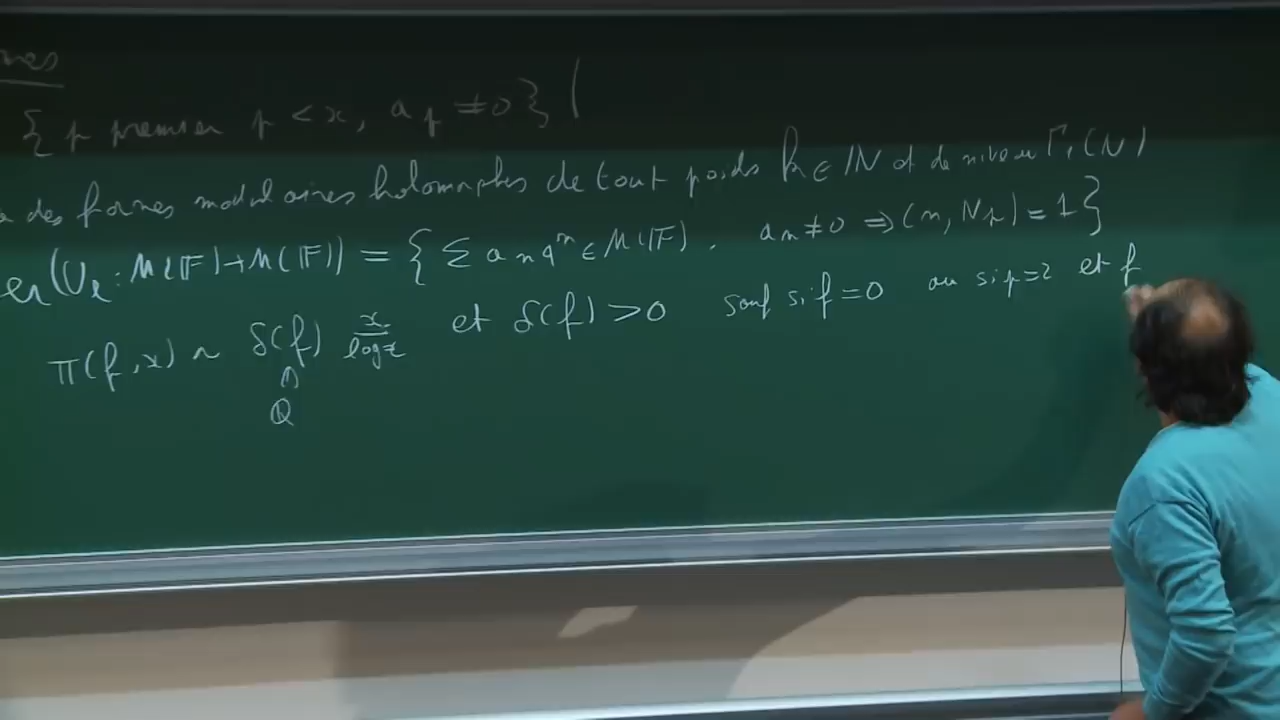 {p premier p < x, a_p ≠ 0}|
des formes modulaires holomorphes de tout poids k ∈ ℕ et de niveau Γ₁(N)
er(U_ℓ : M(𝔽) → M(𝔽)) = {Σ a_n q^n ∈ M(𝔽), a_n ≠ 0 ⇒ (n, Np) = 1}
π(f, x) ~ δ(f) x/log x et δ(f) > 0 sauf si f = 0 ou si p = 2 et f
∩
ℚ